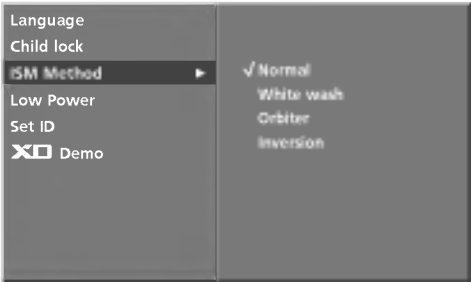 Language
Child lock
ISM Method
Low Power
Set ID
XD Demo
Normal
White wash
Orbiter
Inversion